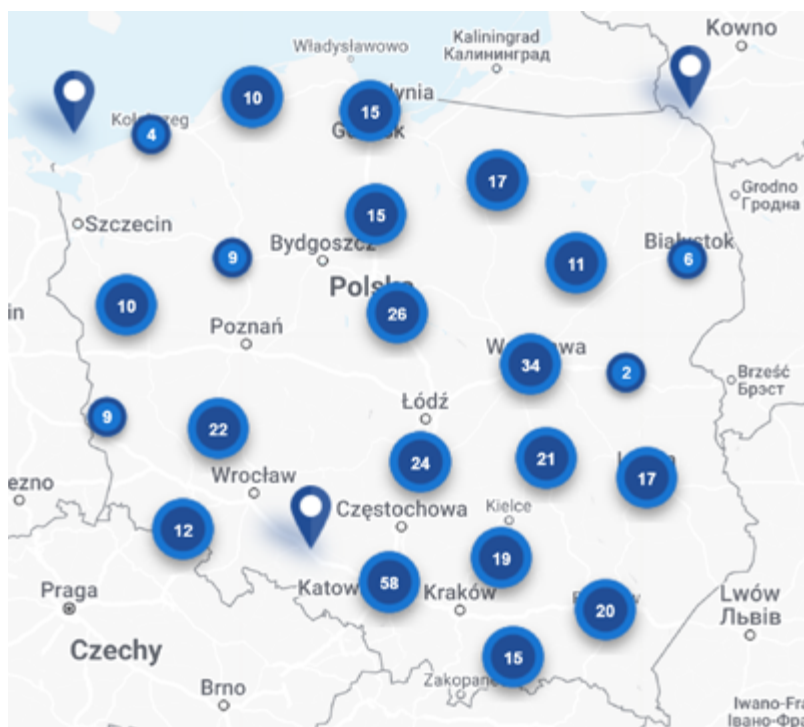 Kowno
Władysławowo
Kaliningrad
Калининград
10
15
4
17
Grodno
Гродна
Szczecin
15
Bydgoszcz
Białystok
9
11
6
Polska
10
26
Poznań
34
2
Brześć
Брэст
Łódź
9
22
24
21
17
Wrocław
Częstochowa
Kielce
12
19
58
Kraków
Praga
20
Lwów
Львів
Czechy
15
Zakopane
Brno